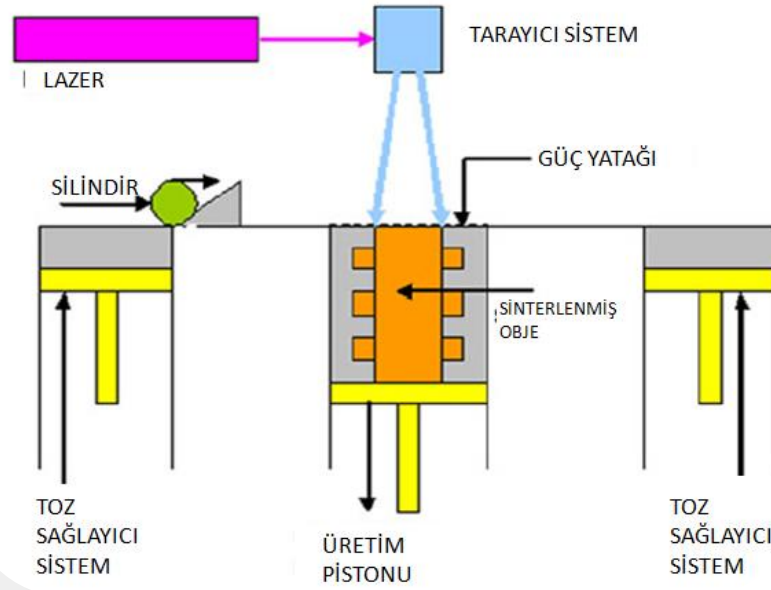 TARAYICI SİSTEM
LAZER
GÜÇ YATAĞI
SİLİNDİR
SİNTERLENMİŞ
OBJE
TOZ
SAĞLAYICI
SİSTEM
ÜRETİM
PİSTONU
TOZ
SAĞLAYICI
SİSTEM